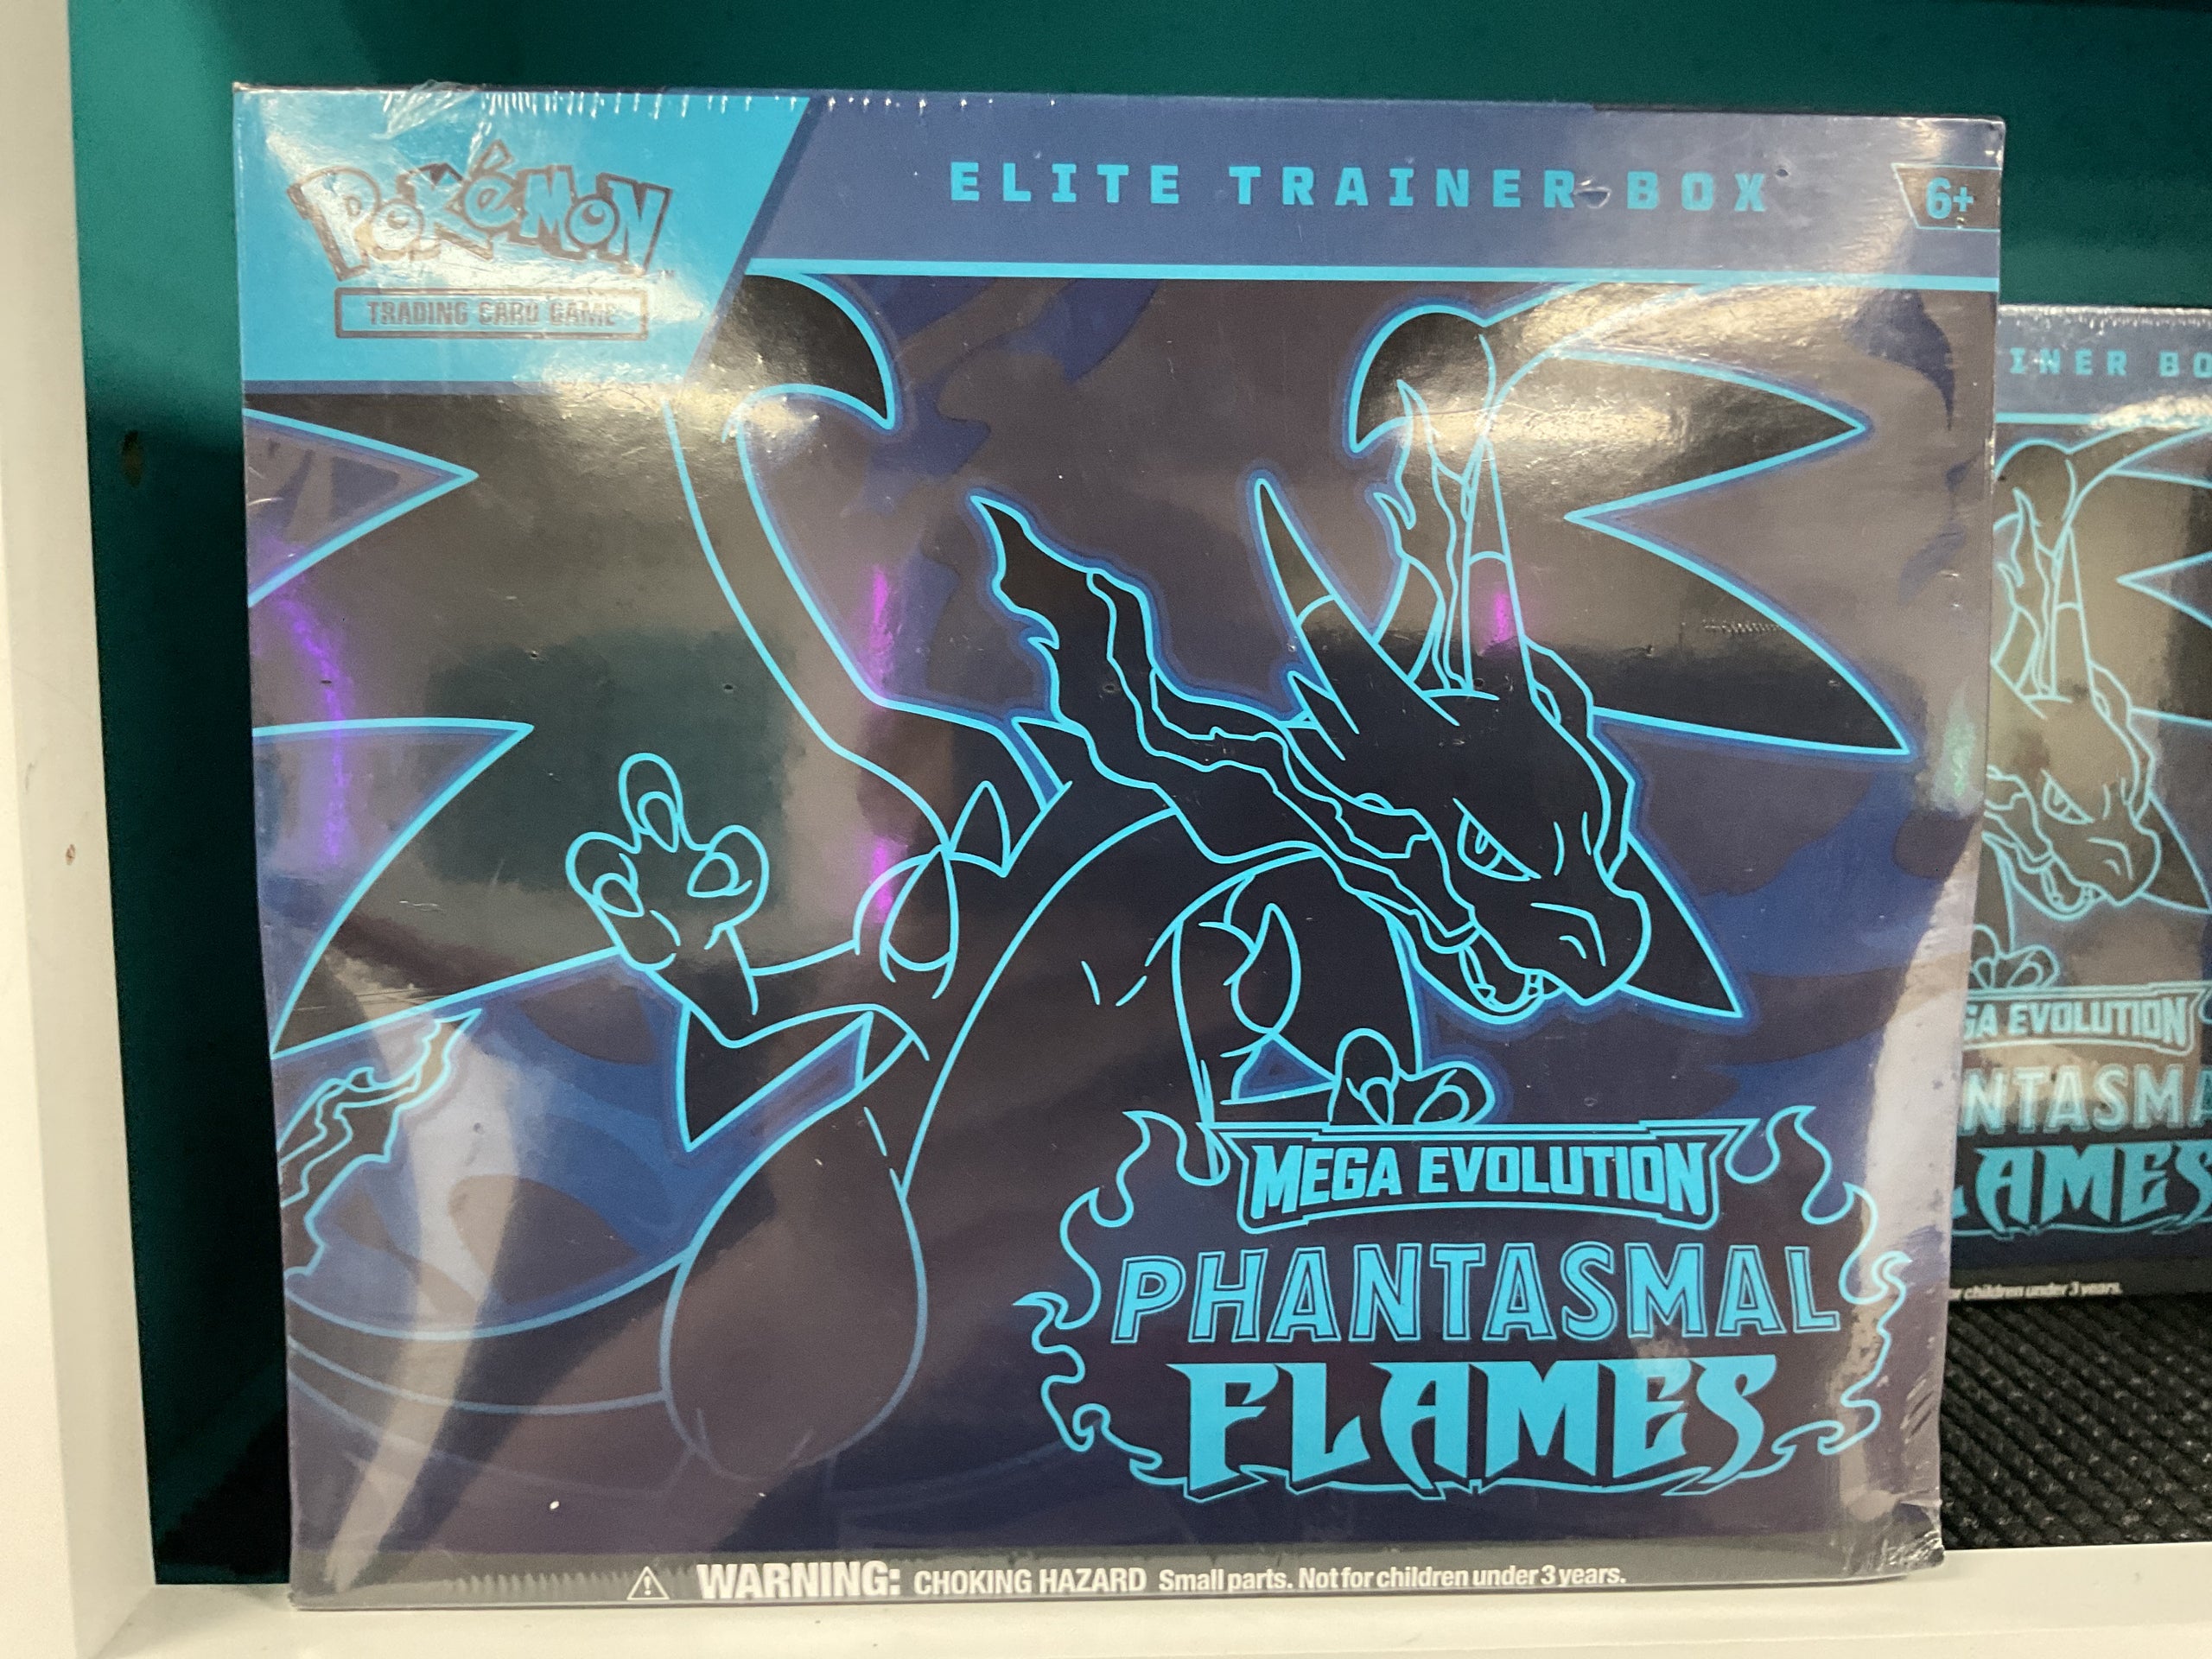 Pokémon
TRADING CARD GAME
ELITE TRAINER BOX
6+
MEGA EVOLUTION
PHANTASMAL
FLAMES
WARNING: CHOKING HAZARD Small parts. Not for children under 3 years.
INER BO
GA EVOLUTION
NTASMA
LAMES
children under 3 years.